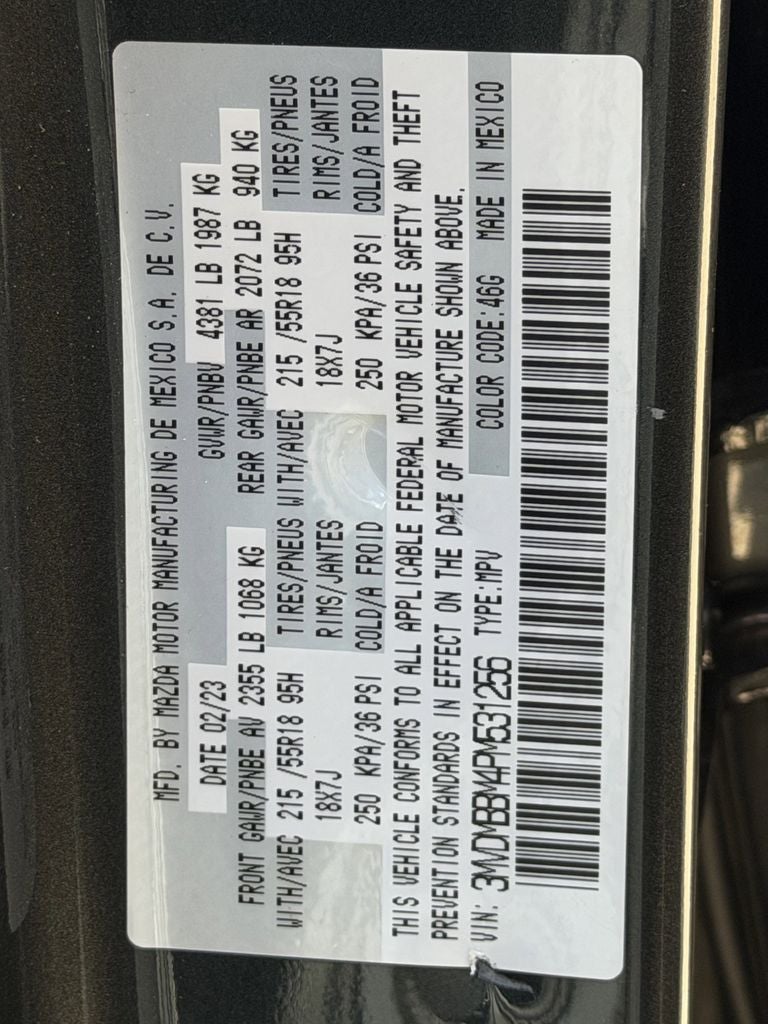 MFD. BY MAZDA MOTOR MANUFACTURING DE MEXICO S.A. DE C.V.
DATE 02/23 GVWR/PNBV 4381 LB 1987 KG
FRONT GAWR/PNBE AV 2355 LB 1068 KG REAR GAWR/PNBE AR 2072 LB 940 KG
WITH/AVEC 215 /55R18 95H TIRES/PNEUS WITH/AVEC 215 /55R18 95H TIRES/PNEUS
18X7J RIMS/JANTES 18X7J RIMS/JANTES
250 KPA/36 PSI COLD/A FROID 250 KPA/36 PSI COLD/A FROID
THIS VEHICLE CONFORMS TO ALL APPLICABLE FEDERAL MOTOR VEHICLE SAFETY AND THEFT
PREVENTION STANDARDS IN EFFECT ON THE DATE OF MANUFACTURE SHOWN ABOVE.
VIN: 3MVDMBBM4PM531256 TYPE:MPV COLOR CODE:46G MADE IN MEXICO